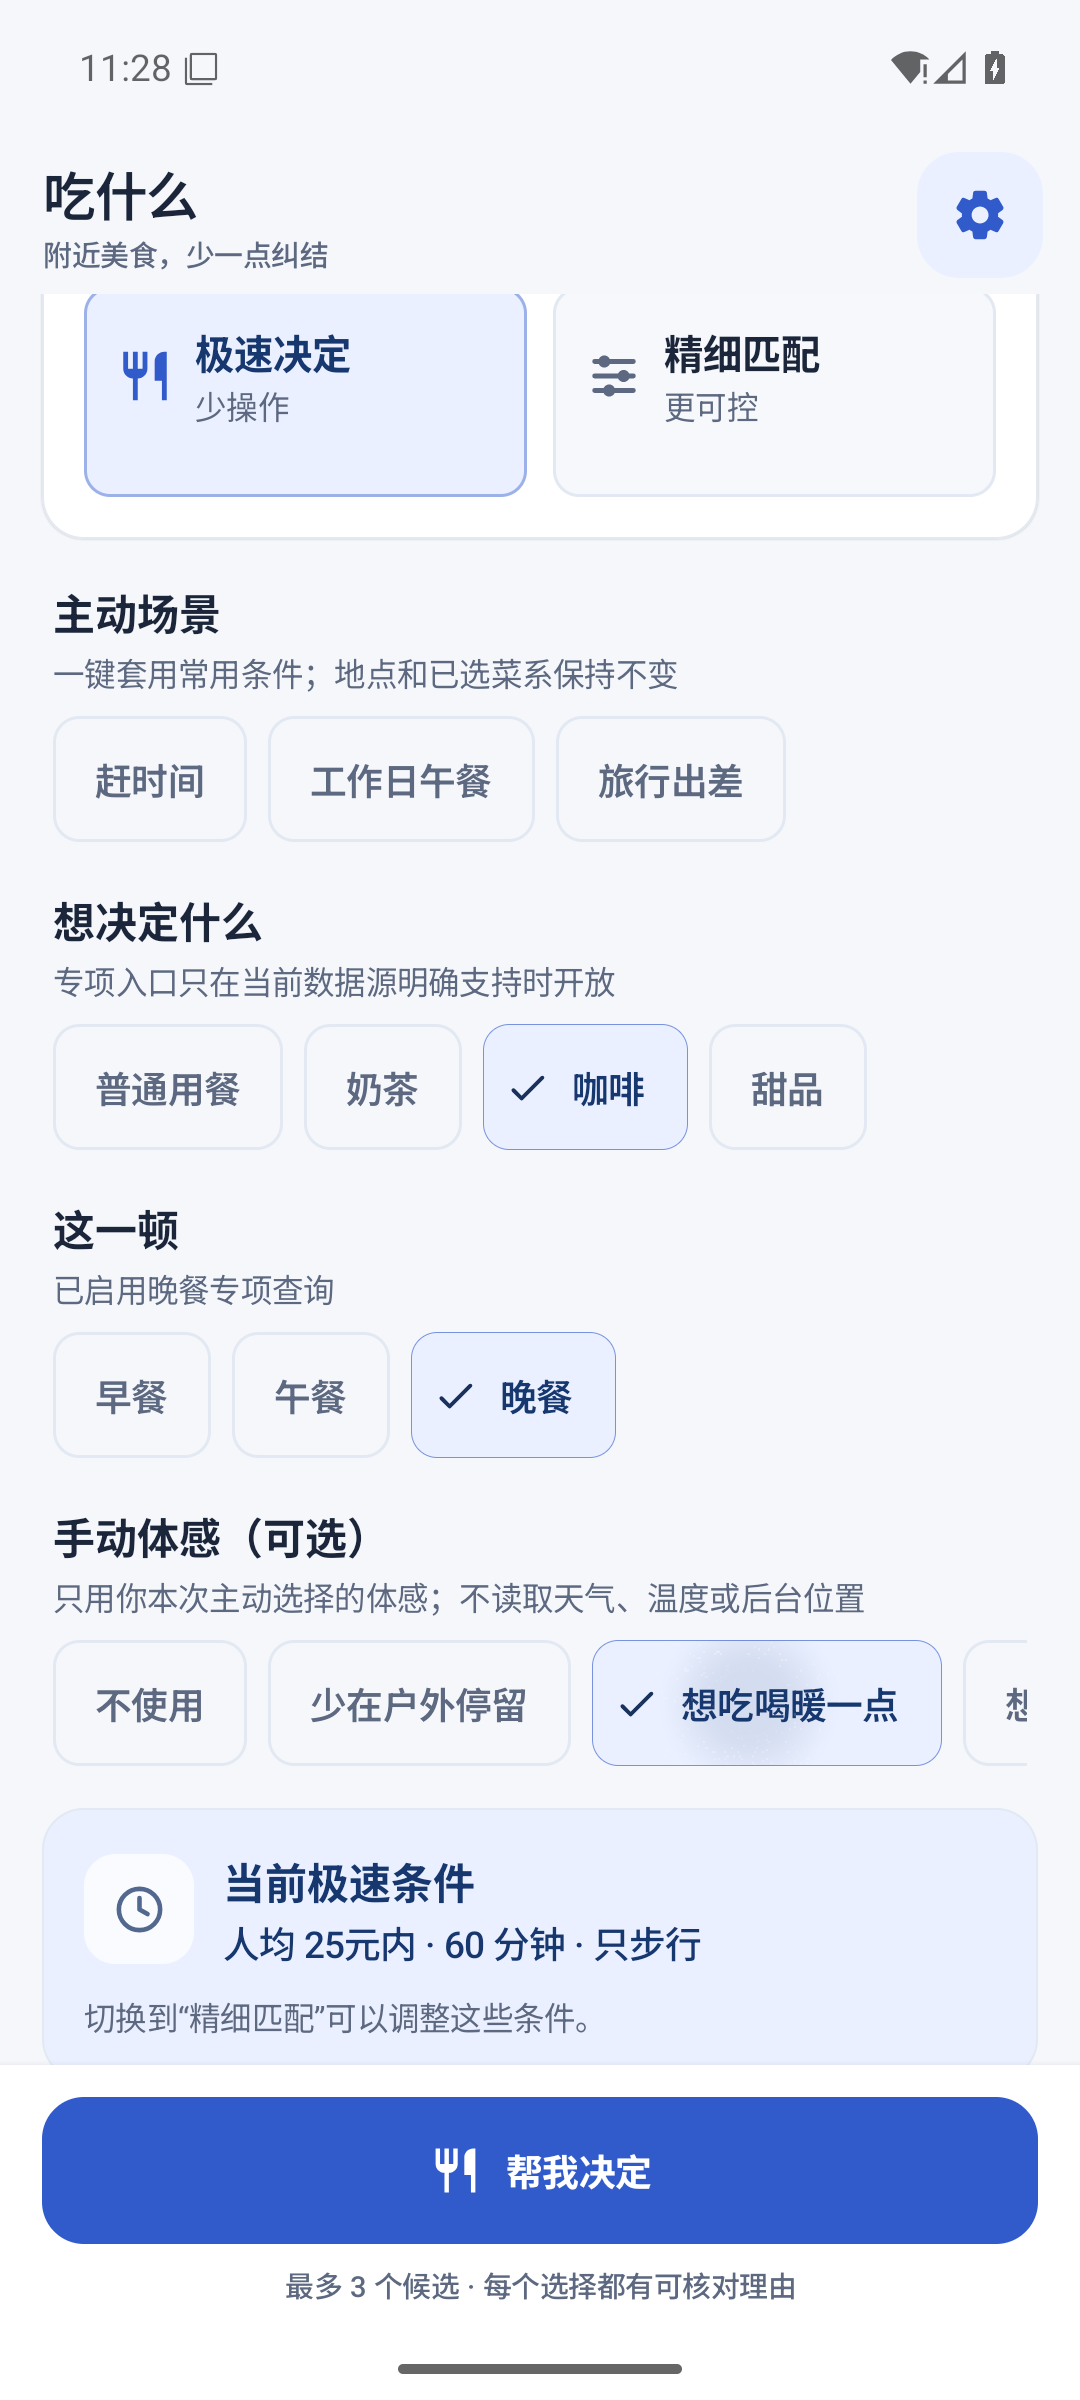 11:28
吃什么
附近美食，少一点纠结
极速决定
少操作
精细匹配
更可控
主动场景
一键套用常用条件；地点和已选菜系保持不变
赶时间
工作日午餐
旅行出差
想决定什么
专项入口只在当前数据源明确支持时开放
普通用餐
奶茶
咖啡
甜品
这一顿
已启用晚餐专项查询
早餐
午餐
晚餐
手动体感（可选）
只用你本次主动选择的体感；不读取天气、温度或后台位置
不使用
少在户外停留
想吃喝暖一点
当前极速条件
人均 25元内 · 60 分钟 · 只步行
切换到“精细匹配”可以调整这些条件。
帮我决定
最多 3 个候选 · 每个选择都有可核对理由